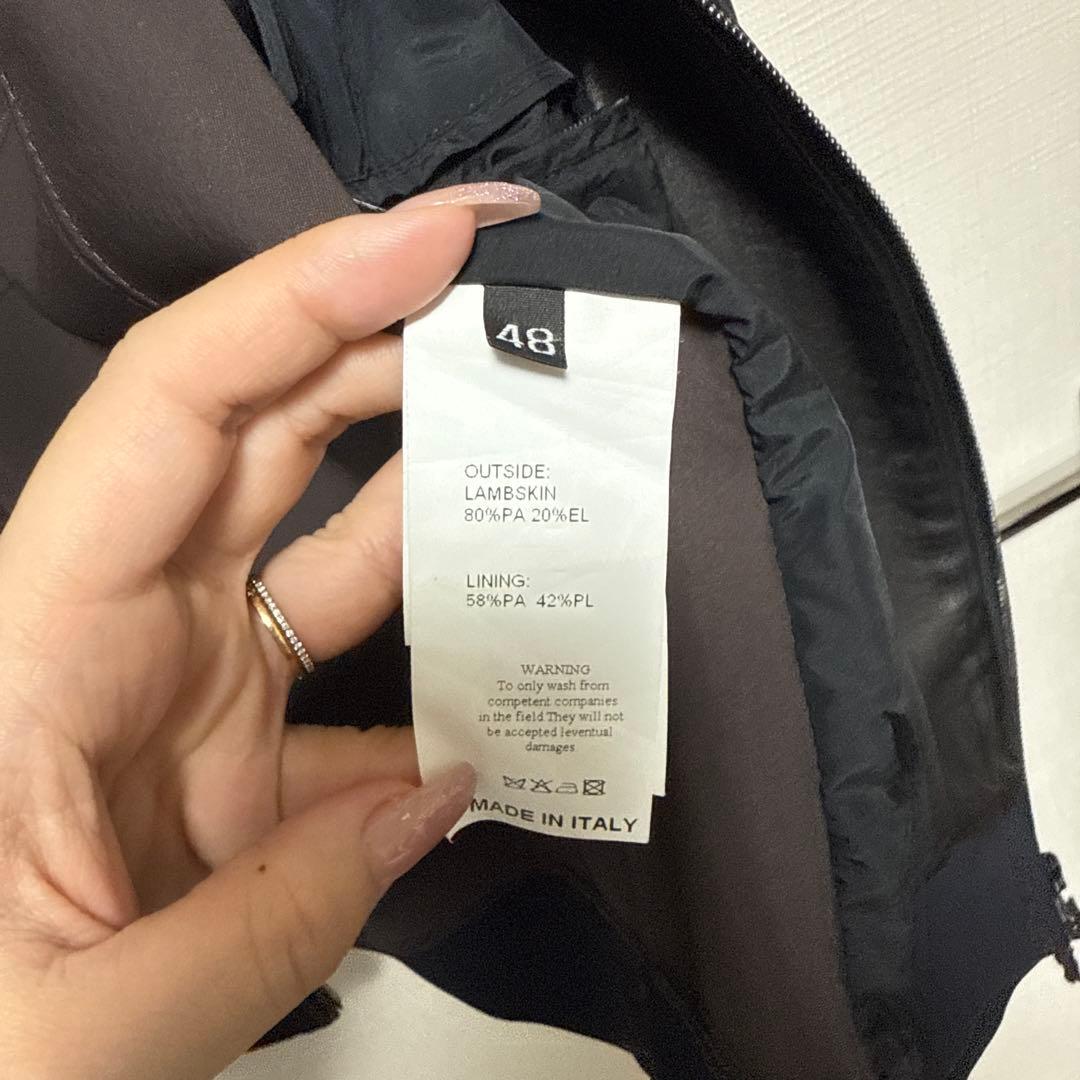 48
OUTSIDE:
LAMBSKIN
80%PA 20%EL
LINING:
58%PA 42%PL
WARNING
To only wash from
competent companies
in the field They will not
be accepted leventual
damages
MADE IN ITALY